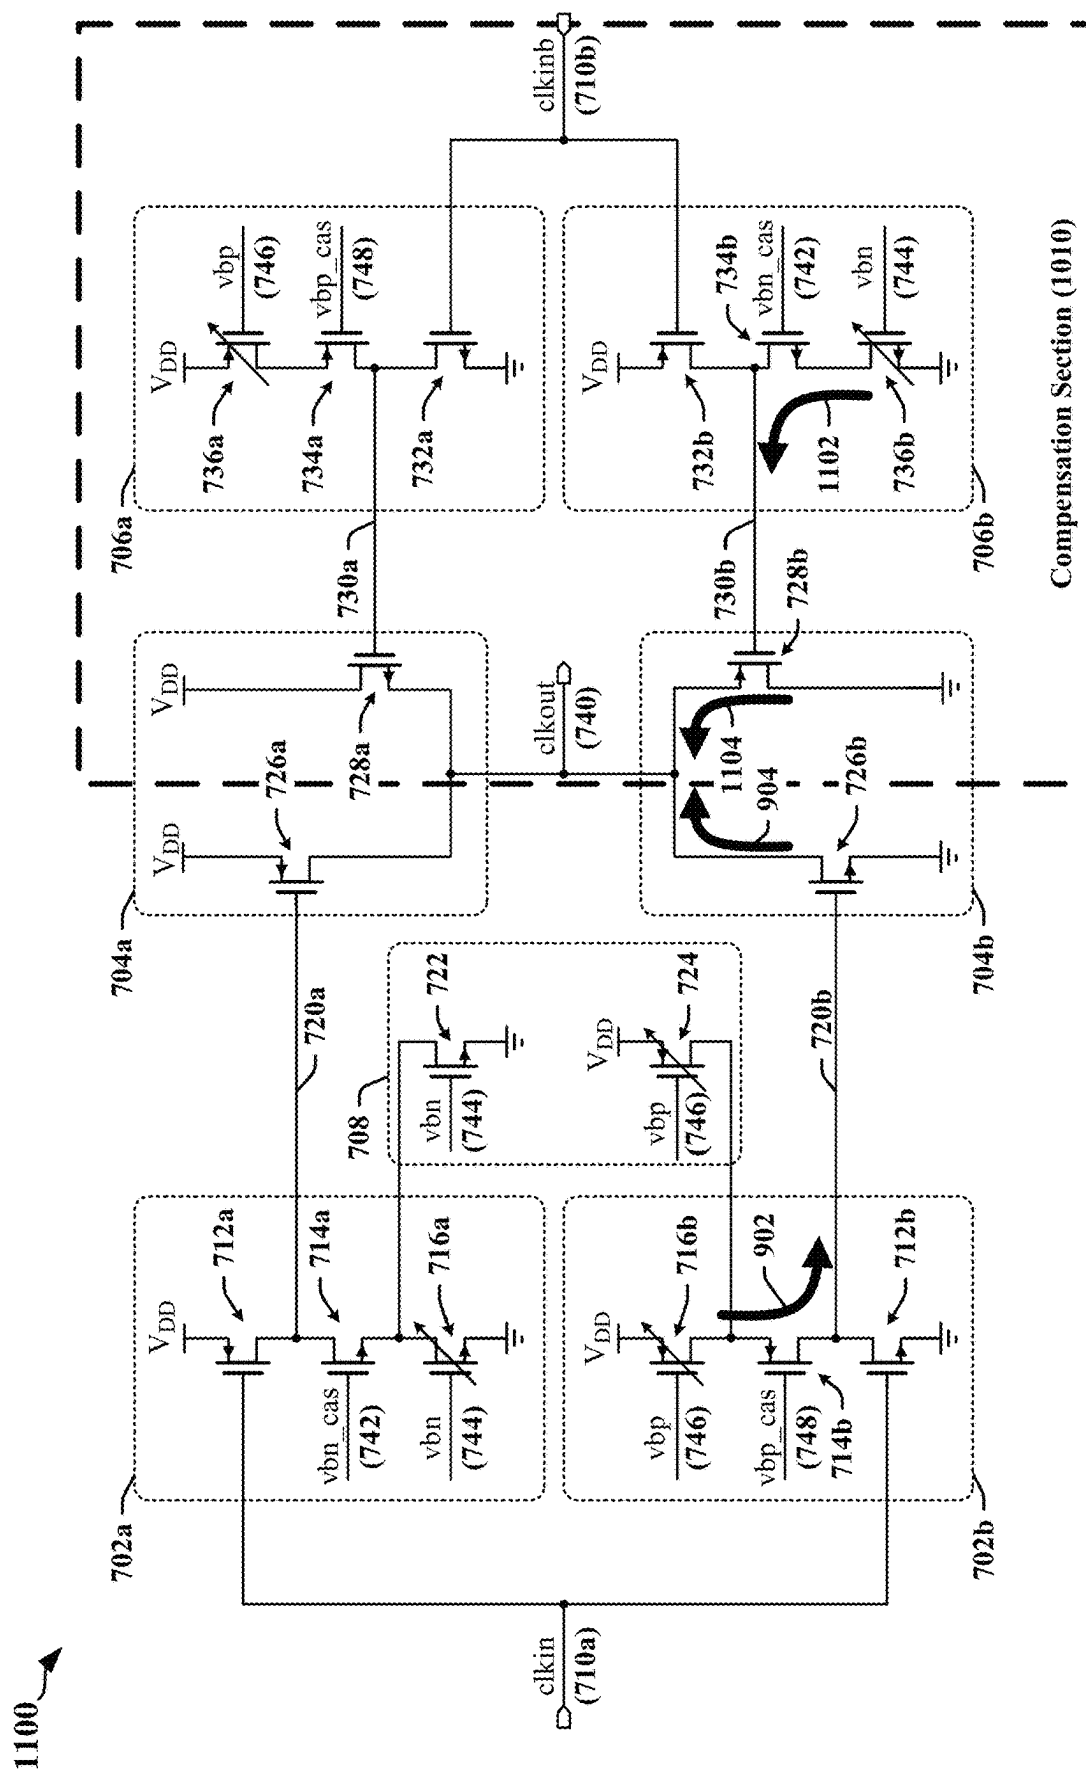 1100
clkin
(710a)
702a
V_DD
712a
714a
vbn_cas
(742)
716a
vbn
(744)
702b
V_DD
716b
vbp
(746)
902
vbp_cas
(748)
714b
712b
720a
720b
708
722
vbn
(744)
V_DD
724
vbp
(746)
704a
V_DD
726a
V_DD
728a
clkout
(740)
704b
904
726b
1104
728b
730a
730b
706a
V_DD
736a
vbp
(746)
734a
vbp_cas
(748)
732a
706b
V_DD
732b
734b
vbn_cas
(742)
1102
736b
vbn
(744)
clkinb
(710b)
Compensation Section (1010)